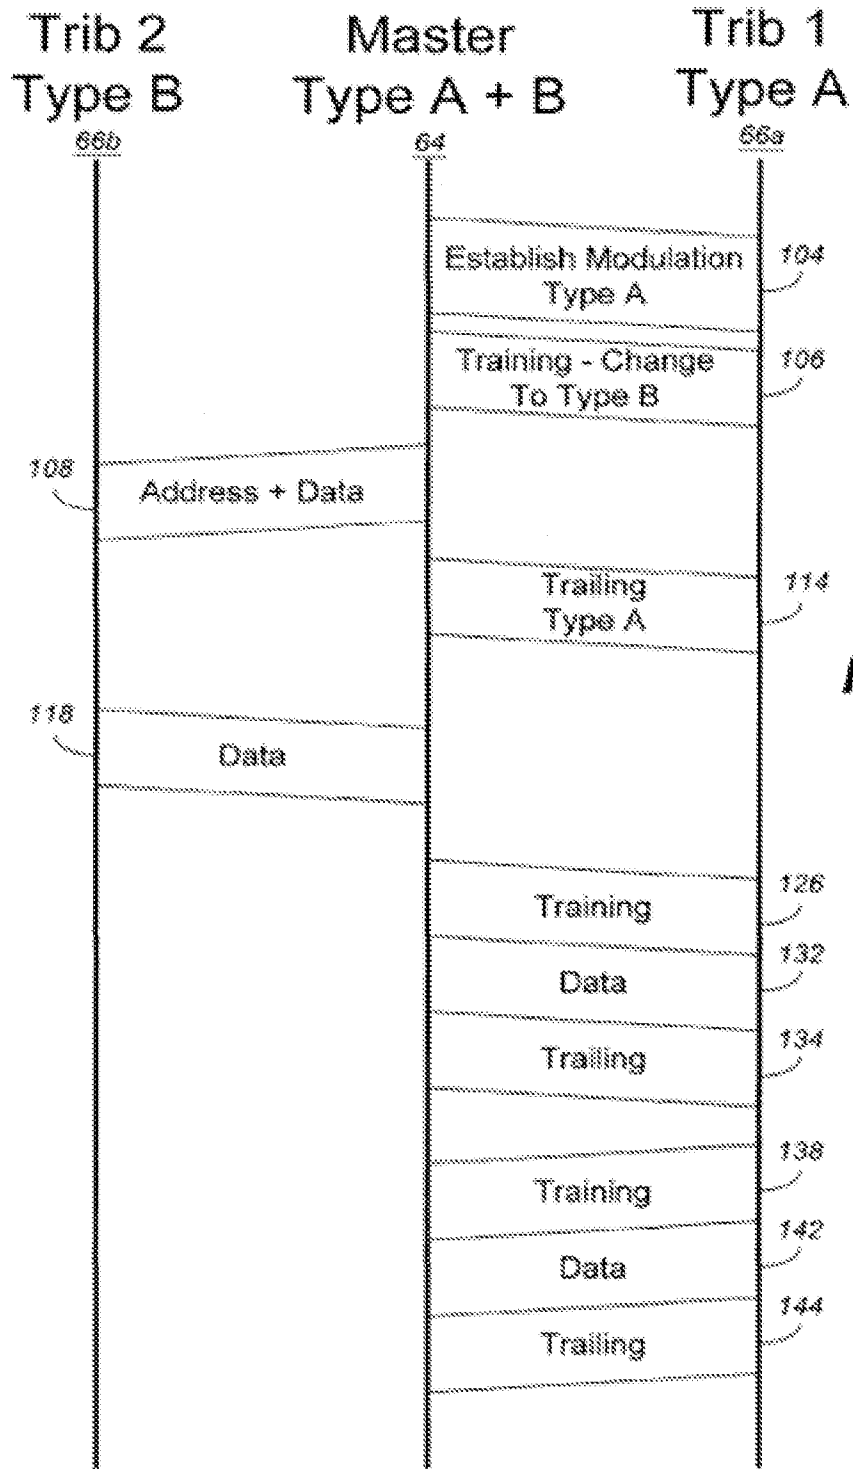 Trib 2
Type B
66b
Master
Type A + B
64
Trib 1
Type A
66a
Establish Modulation
Type A
104
Training - Change
To Type B
106
108
Address + Data
Trailing
Type A
114
118
Data
Training
126
Data
132
Trailing
134
Training
138
Data
142
Trailing
144